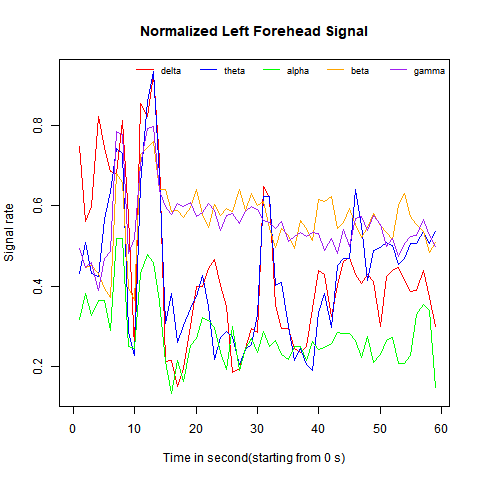 Normalized Left Forehead Signal
delta theta alpha beta gamma
Signal rate
0.8
0.6
0.4
0.2
0 10 20 30 40 50 60
Time in second(starting from 0 s)